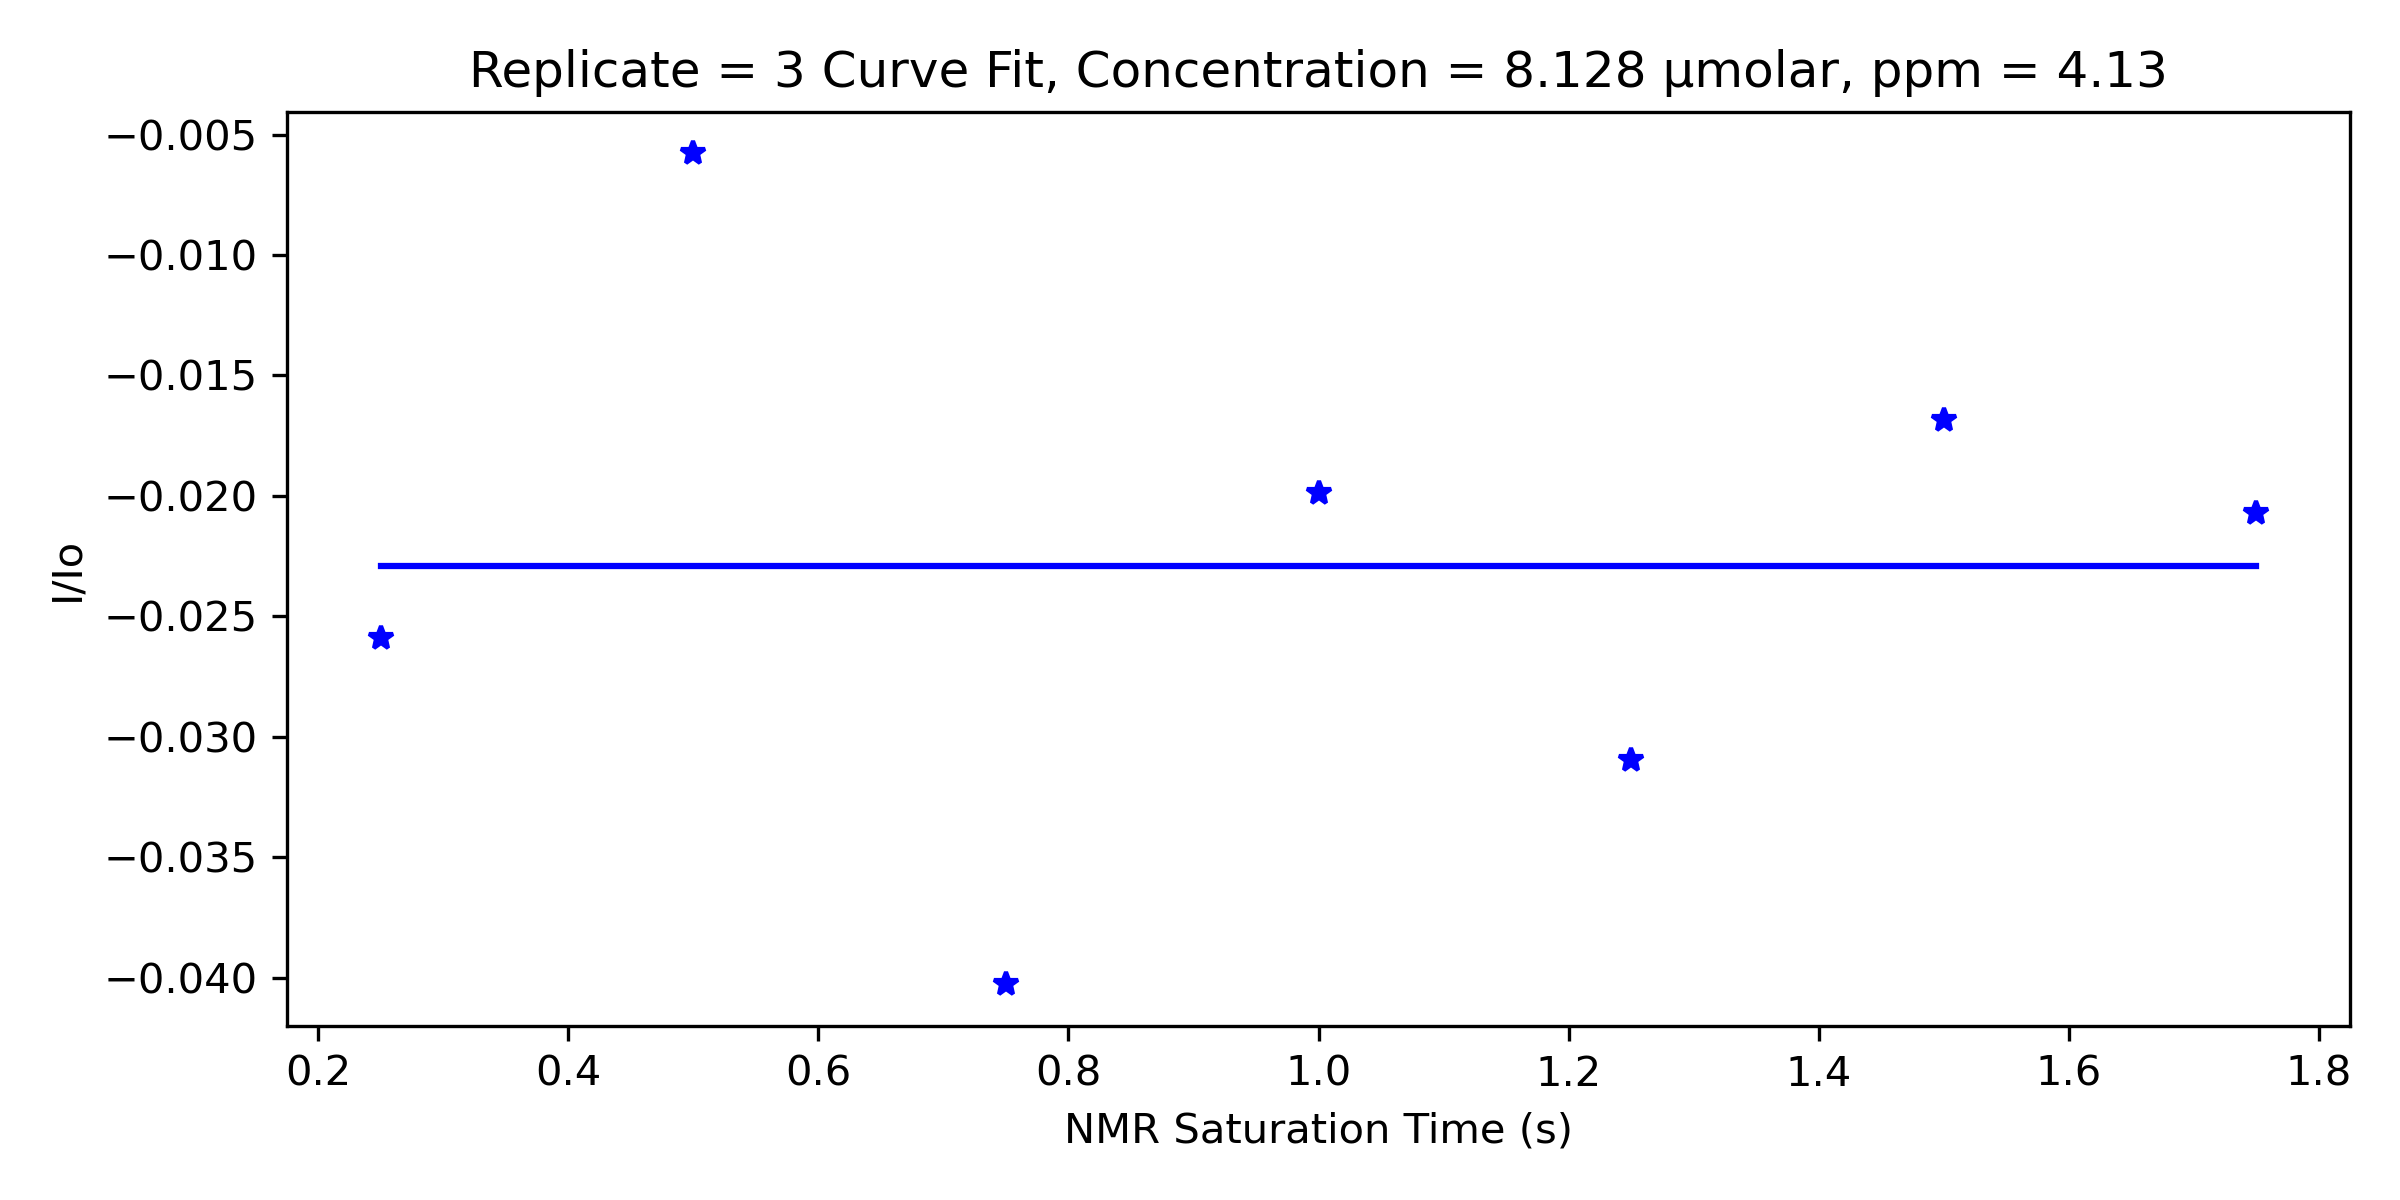 Replicate = 3 Curve Fit, Concentration = 8.128 µmolar, ppm = 4.13
−0.005
−0.010
−0.015
−0.020
−0.025
−0.030
−0.035
−0.040
I/Io
0.2 0.4 0.6 0.8 1.0 1.2 1.4 1.6 1.8
NMR Saturation Time (s)